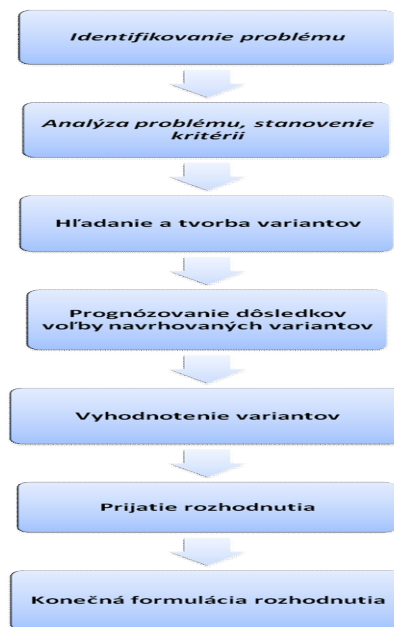 Identifikovanie problému
Analýza problému, stanovenie
kritérii
Hľadanie a tvorba variantov
Prognózovanie dôsledkov
voľby navrhovaných variantov
Vyhodnotenie variantov
Prijatie rozhodnutia
Konečná formulácia rozhodnutia